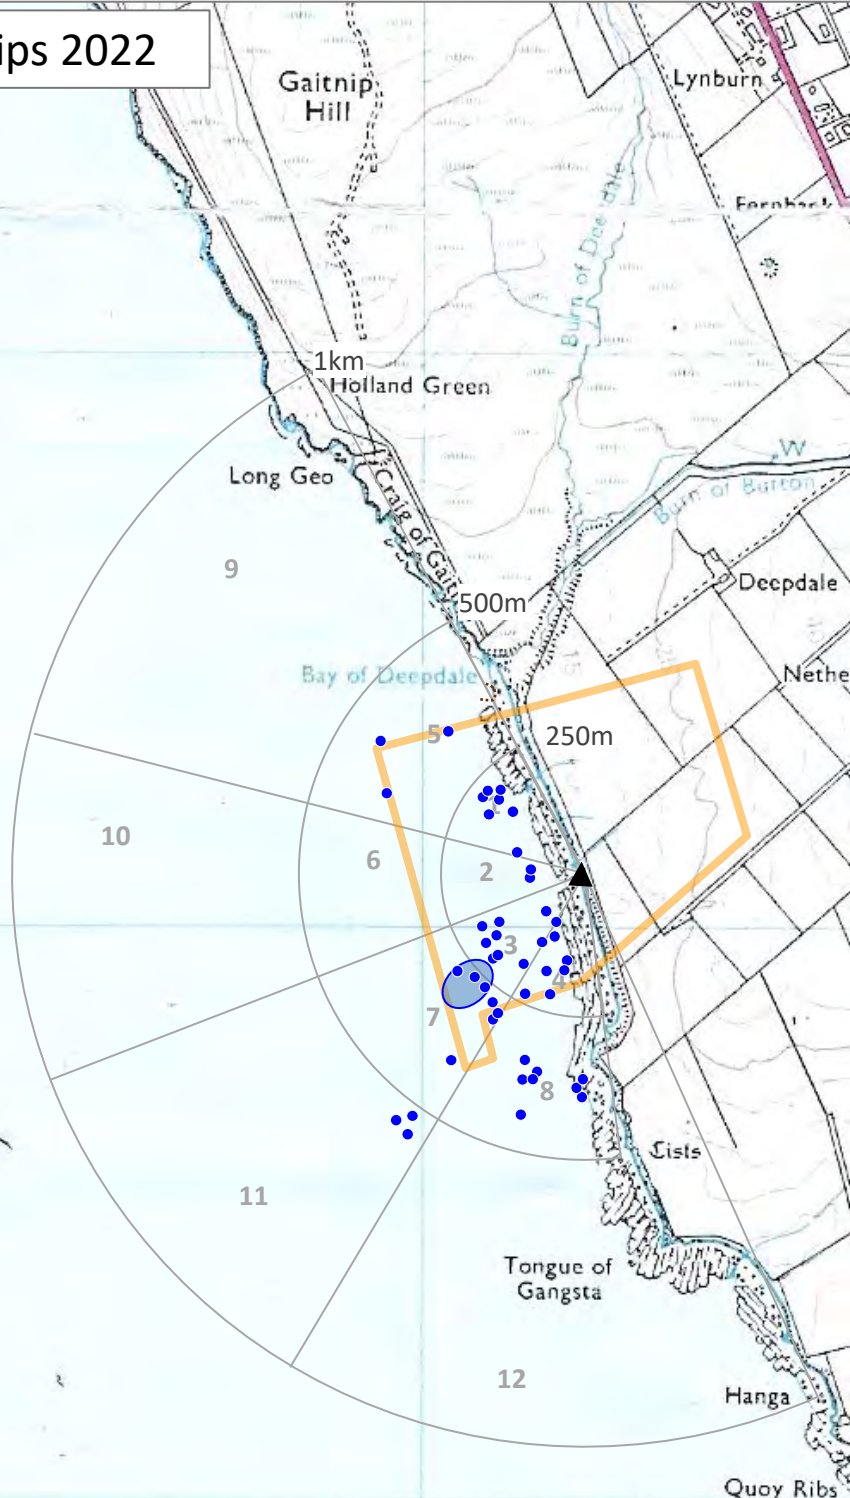 ips 2022
Gaitnip
Hill
Lynburn
Burn of Deepdale
1km
Holland Green
W
Long Geo
Burn of Burton
Craig of Gait
9
Deepdale
500m
15
Bay of Deepdale
Nethe
5
250m
1
10
6
2
3
4
7
8
Cists
11
Tongue of
Gangsta
12
Hanga
Quoy Ribs